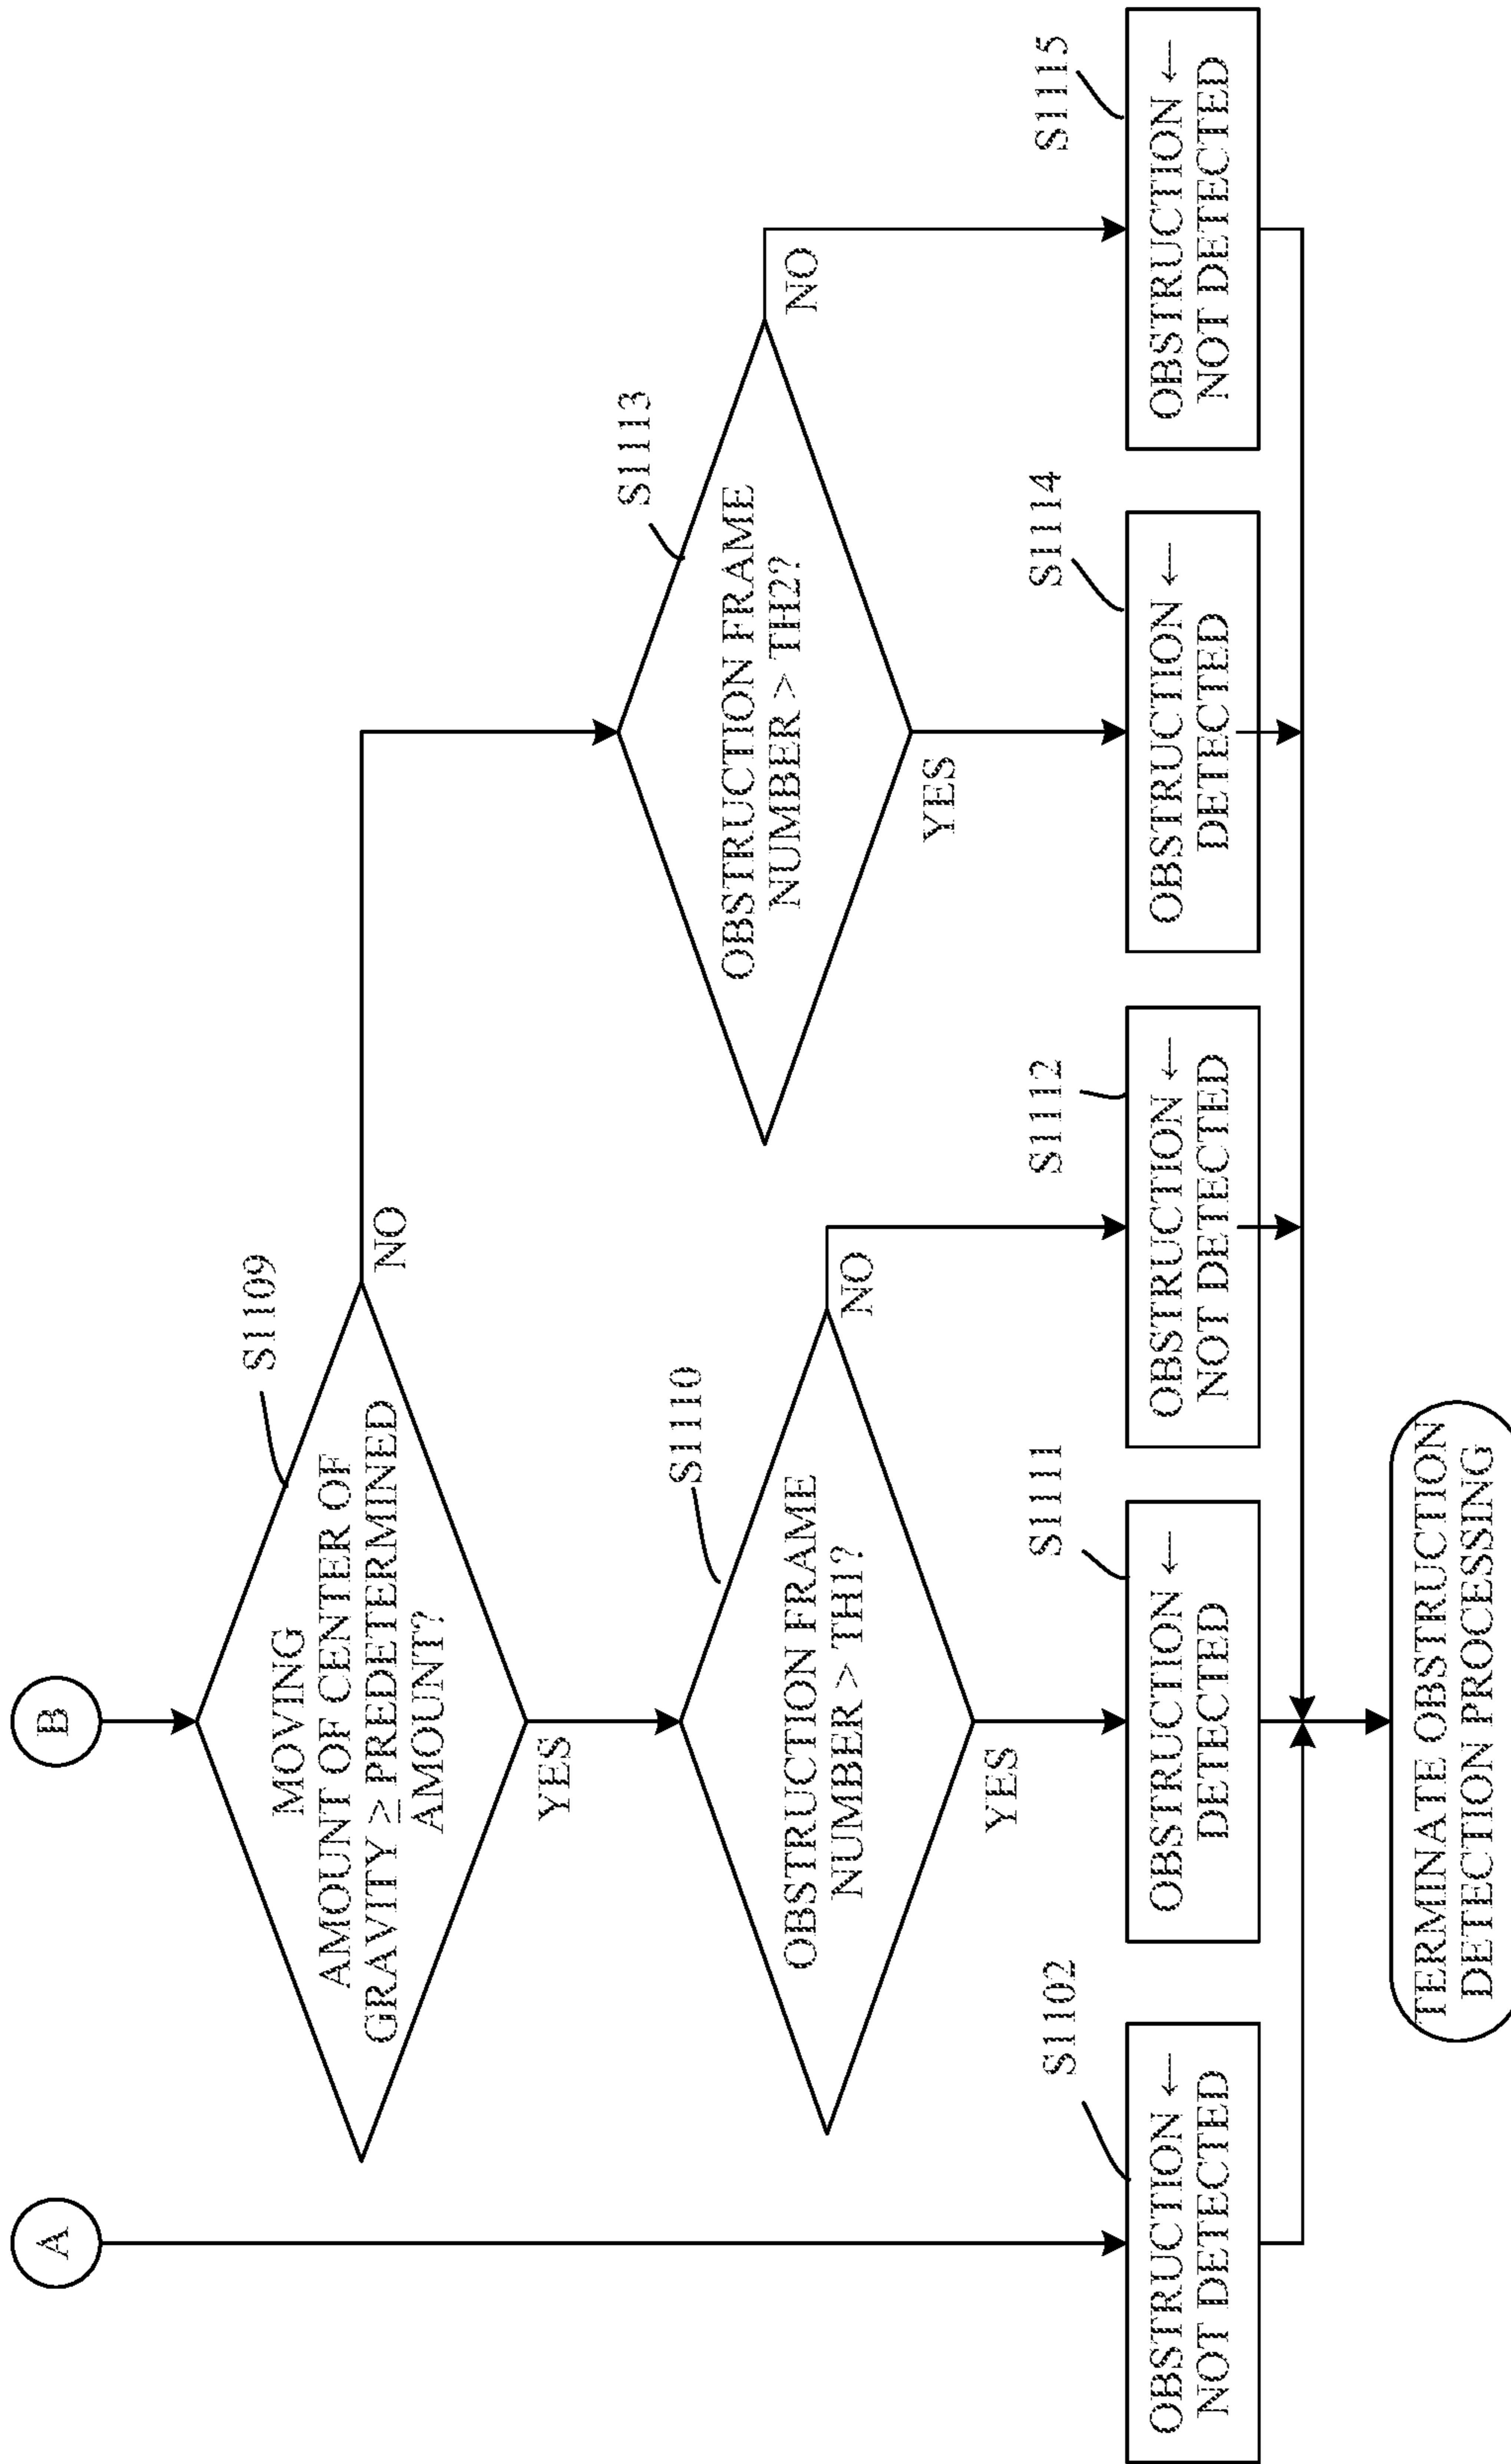 A
B
S1109
MOVING
AMOUNT OF CENTER OF
GRAVITY ≥ PREDETERMINED
AMOUNT?
NO
YES
S1110
OBSTRUCTION FRAME
NUMBER > TH1?
NO
YES
S1113
OBSTRUCTION FRAME
NUMBER > TH2?
NO
YES
S1102
OBSTRUCTION ←
NOT DETECTED
S1111
OBSTRUCTION ←
DETECTED
S1112
OBSTRUCTION ←
NOT DETECTED
S1114
OBSTRUCTION ←
DETECTED
S1115
OBSTRUCTION ←
NOT DETECTED
TERMINATE OBSTRUCTION
DETECTION PROCESSING